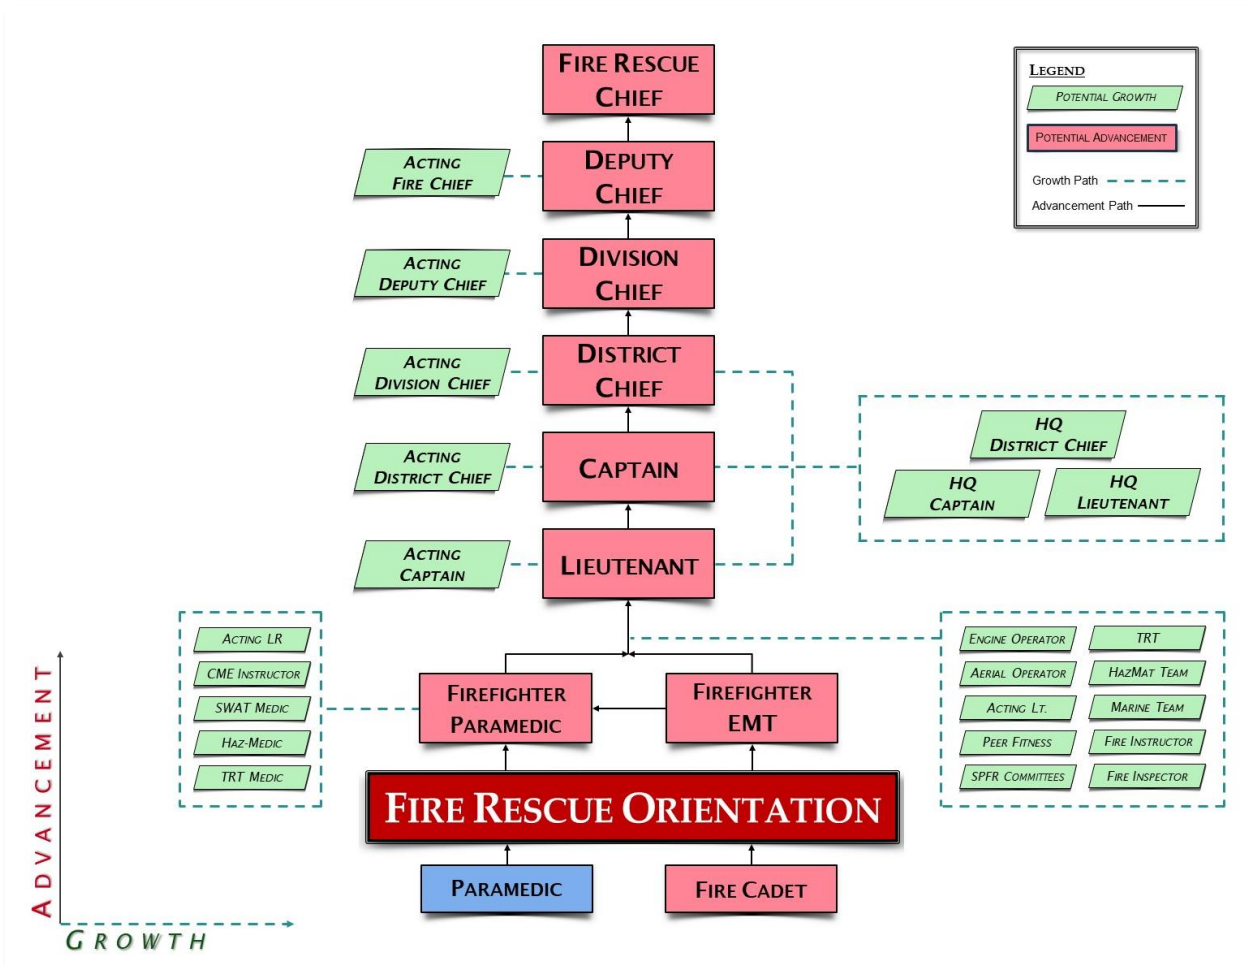 FIRE RESCUE
CHIEF
LEGEND
POTENTIAL GROWTH
POTENTIAL ADVANCEMENT
Growth Path
Advancement Path
ACTING
FIRE CHIEF
DEPUTY
CHIEF
ACTING
DEPUTY CHIEF
DIVISION
CHIEF
ACTING
DIVISION CHIEF
DISTRICT
CHIEF
ACTING
DISTRICT CHIEF
CAPTAIN
HQ
DISTRICT CHIEF
HQ
CAPTAIN
HQ
LIEUTENANT
ACTING
CAPTAIN
LIEUTENANT
ACTING LR
CME INSTRUCTOR
SWAT MEDIC
HAZ-MEDIC
TRT MEDIC
FIREFIGHTER
PARAMEDIC
FIREFIGHTER
EMT
ENGINE OPERATOR
AERIAL OPERATOR
ACTING LT.
PEER FITNESS
SPFR COMMITTEES
TRT
HAZMAT TEAM
MARINE TEAM
FIRE INSTRUCTOR
FIRE INSPECTOR
FIRE RESCUE ORIENTATION
PARAMEDIC
FIRE CADET
ADVANCEMENT
GROWTH